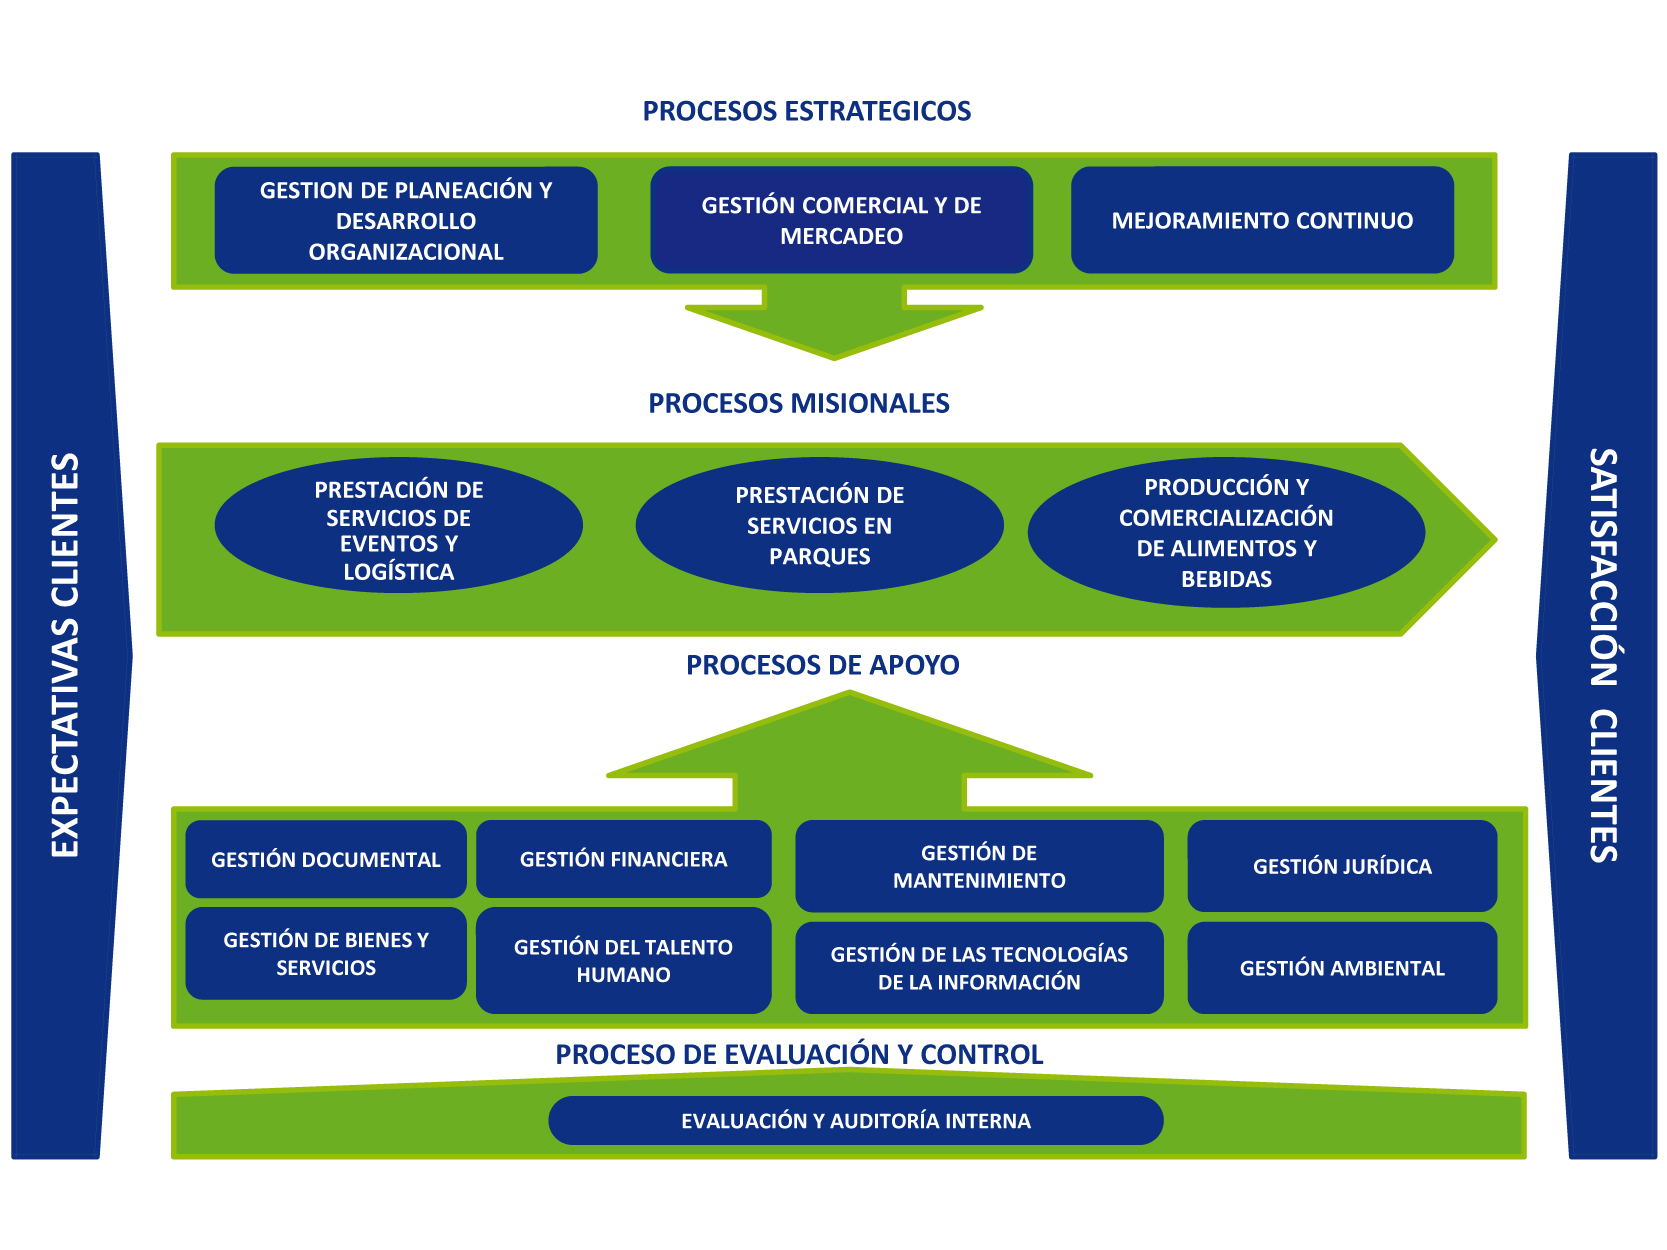 PROCESOS ESTRATEGICOS
GESTION DE PLANEACIÓN Y
DESARROLLO
ORGANIZACIONAL
GESTIÓN COMERCIAL Y DE
MERCADEO
MEJORAMIENTO CONTINUO
EXPECTATIVAS CLIENTES
PROCESOS MISIONALES
PRESTACIÓN DE
SERVICIOS DE
EVENTOS Y
LOGÍSTICA
PRESTACIÓN DE
SERVICIOS EN
PARQUES
PRODUCCIÓN Y
COMERCIALIZACIÓN
DE ALIMENTOS Y
BEBIDAS
SATISFACCIÓN CLIENTES
PROCESOS DE APOYO
GESTIÓN DOCUMENTAL
GESTIÓN FINANCIERA
GESTIÓN DE
MANTENIMIENTO
GESTIÓN JURÍDICA
GESTIÓN DE BIENES Y
SERVICIOS
GESTIÓN DEL TALENTO
HUMANO
GESTIÓN DE LAS TECNOLOGÍAS
DE LA INFORMACIÓN
GESTIÓN AMBIENTAL
PROCESO DE EVALUACIÓN Y CONTROL
EVALUACIÓN Y AUDITORÍA INTERNA